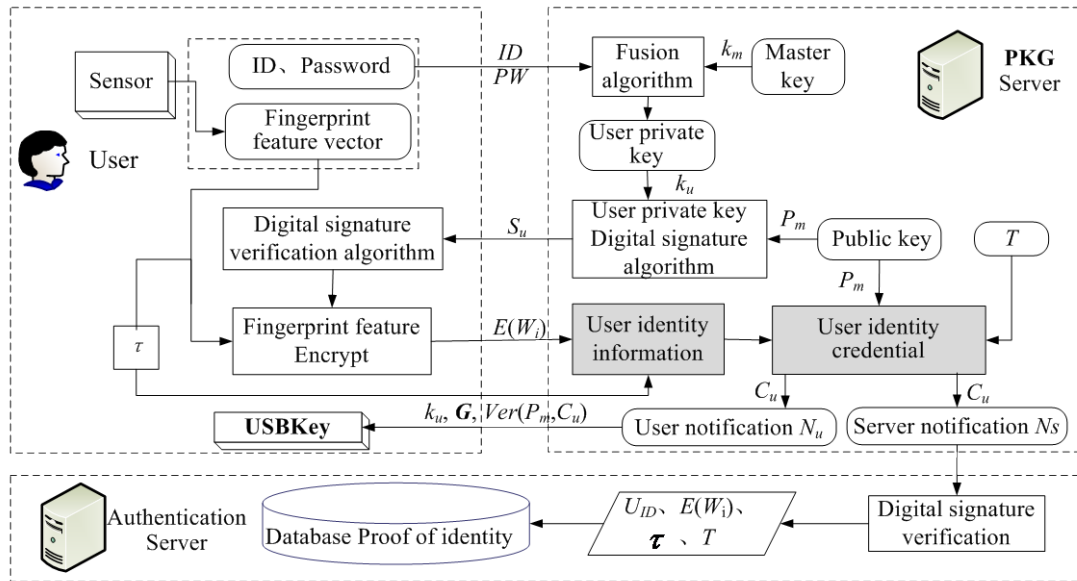 Sensor
ID、Password
Fingerprint
feature vector
User
ID
PW
Fusion
algorithm
k_m
Master
key
PKG
Server
User private
key
k_u
Digital signature
verification algorithm
S_u
User private key
Digital signature
algorithm
P_m
Public key
T
P_m
τ
Fingerprint feature
Encrypt
E(W_i)
User identity
information
User identity
credential
C_u
C_u
USBKey
k_u, G, Ver(P_m,C_u)
User notification N_u
Server notification Ns
Authentication
Server
Database Proof of identity
U_ID、E(W_i)、
τ 、T
Digital signature
verification